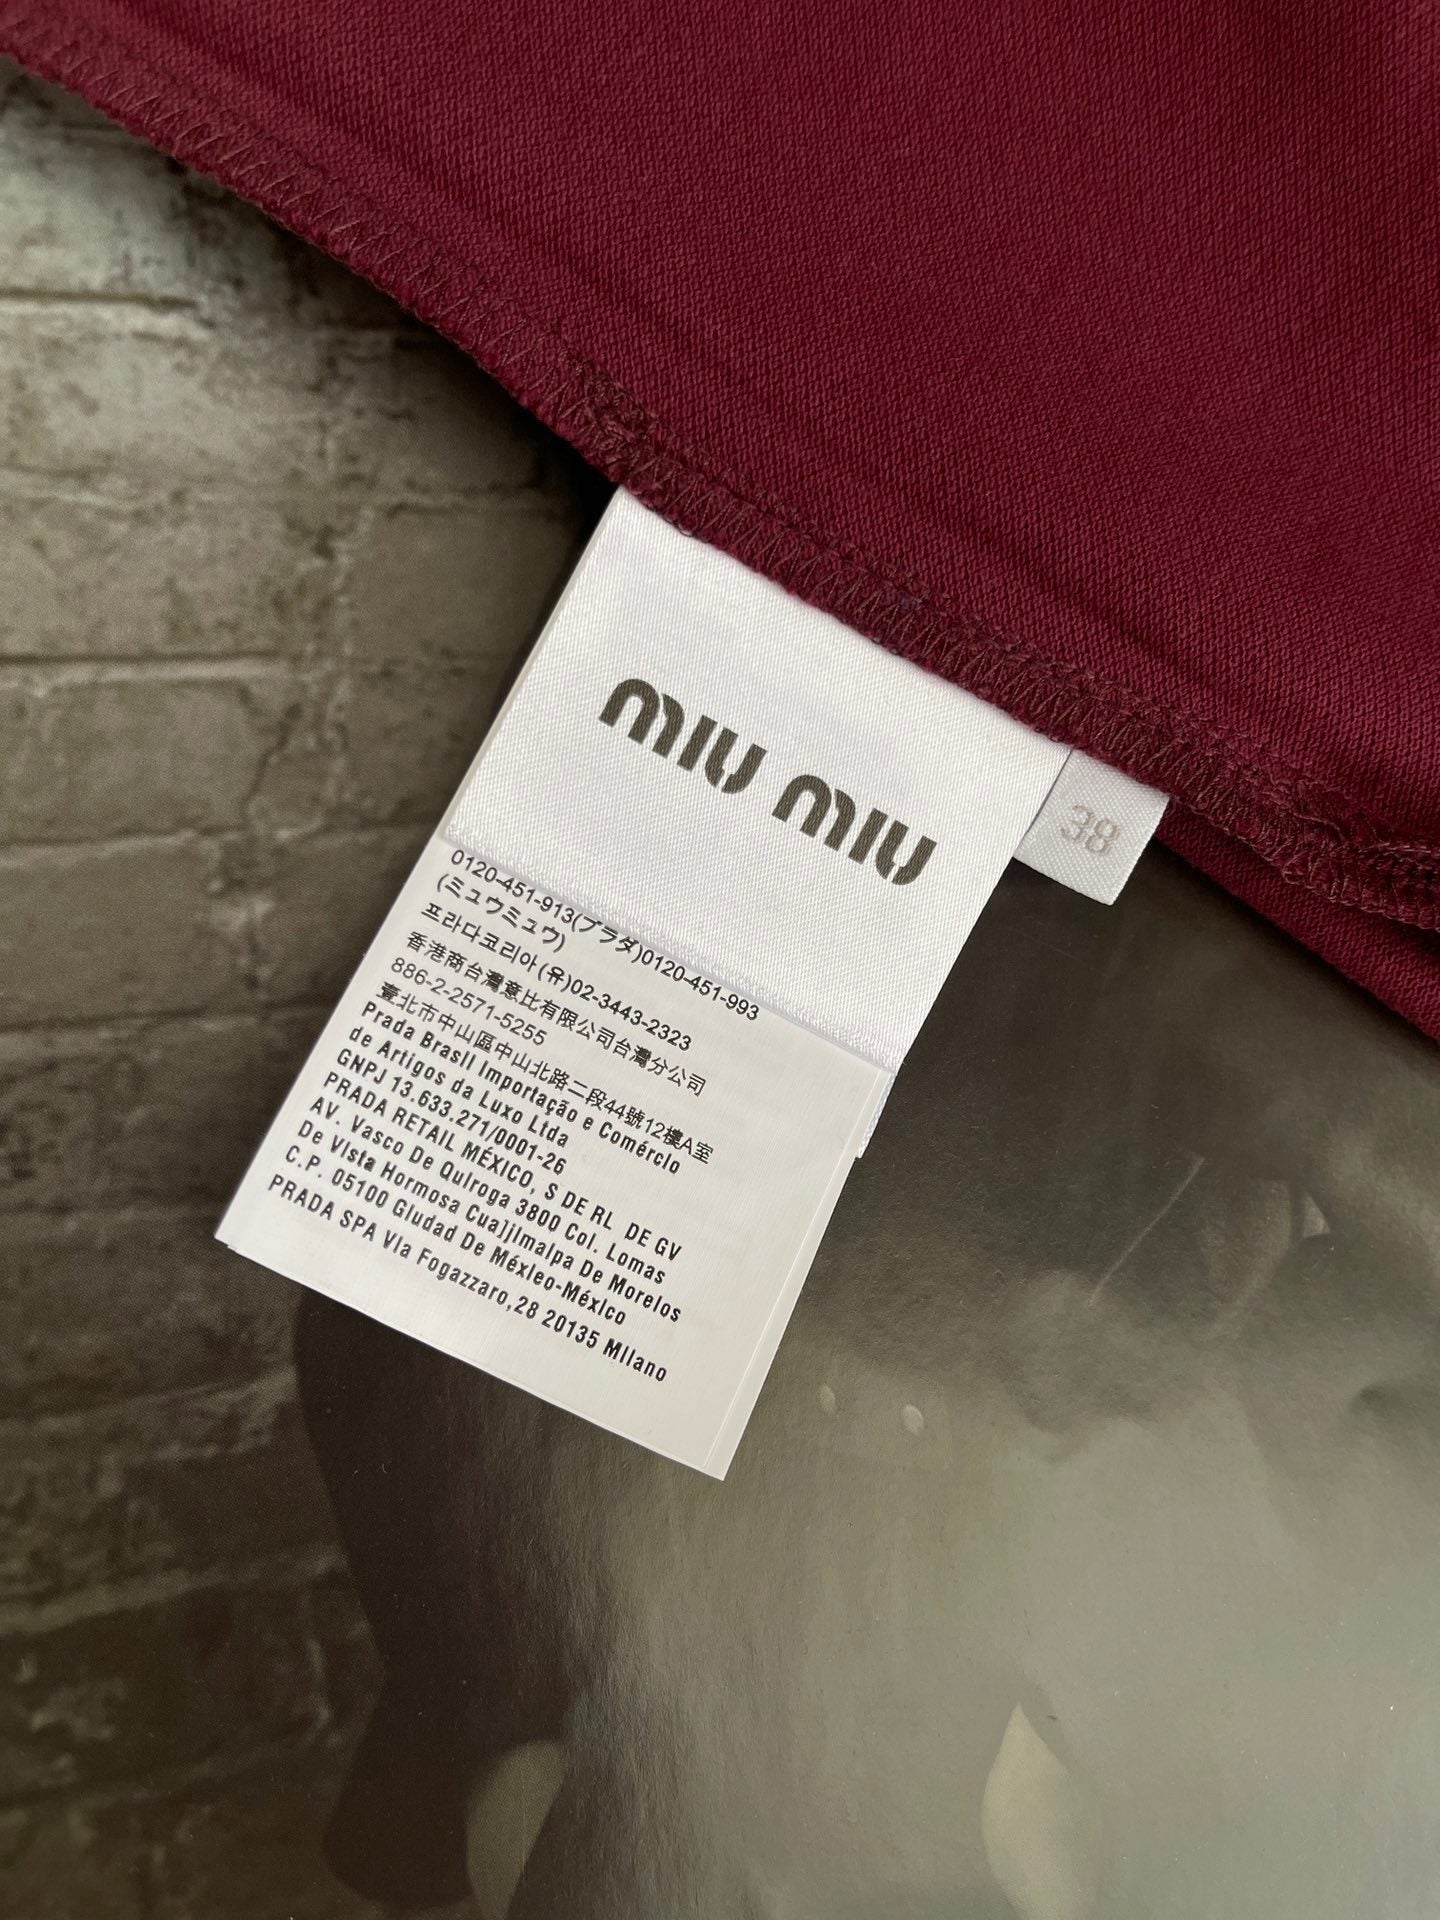 miu miu
38
0120-451-913(プラダ)0120-451-993
(ミュウミュウ)
프라다코리아(유)02-3443-2323
香港商台灣意比有限公司台灣分公司
886-2-2571-5255
臺北市中山區中山北路二段44號12樓A室
Prada Brasil Importação e Comérclo
de Artigos da Luxo Ltda
GNPJ 13.633.271/0001-26
PRADA RETAIL MÉXICO, S DE RL DE GV
AV. Vasco De Quiroga 3800 Col. Lomas
De Vista Hormosa Cua]jlmalpa De Morelos
C.P. 05100 Gludad De Méxleo-México
PRADA SPA Vla Fogazzaro,28 20135 Mllano